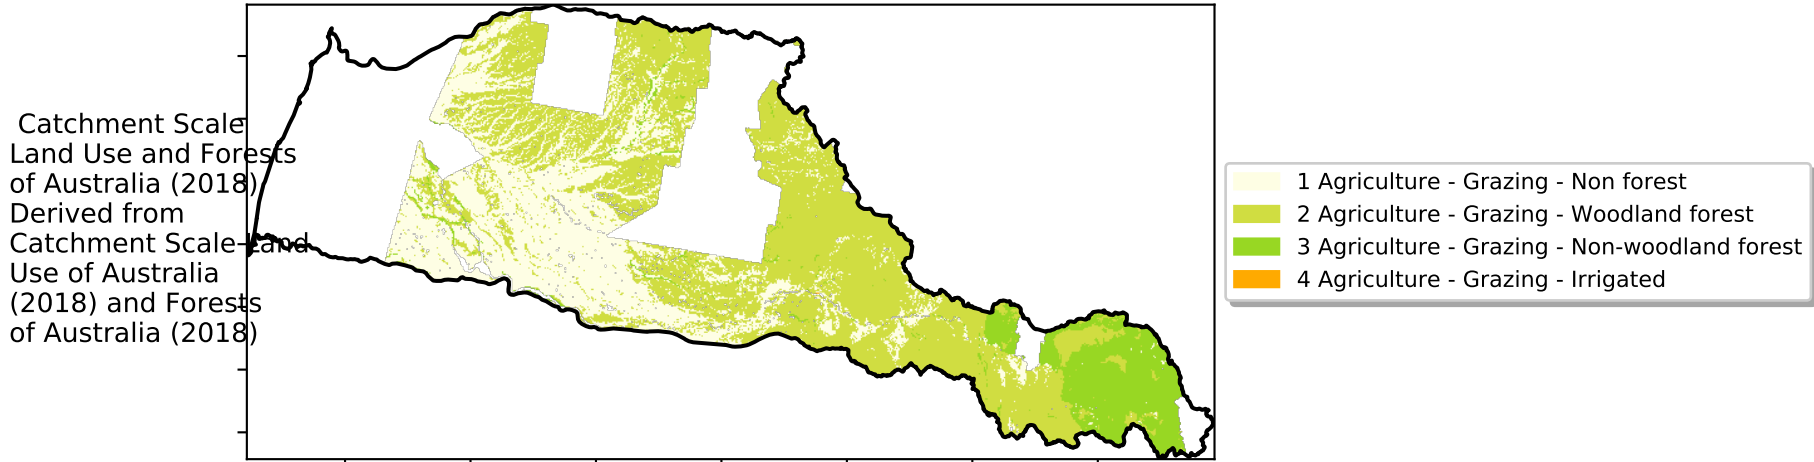 Catchment Scale
Land Use and Forests
of Australia (2018)
Derived from
Catchment Scale Land
Use of Australia
(2018) and Forests
of Australia (2018)
1 Agriculture - Grazing - Non forest
2 Agriculture - Grazing - Woodland forest
3 Agriculture - Grazing - Non-woodland forest
4 Agriculture - Grazing - Irrigated